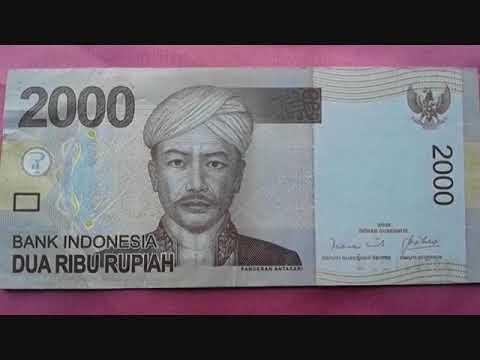 2000
BANK INDONESIA
DUA RIBU RUPIAH
PANGERAN ANTASARI
2000